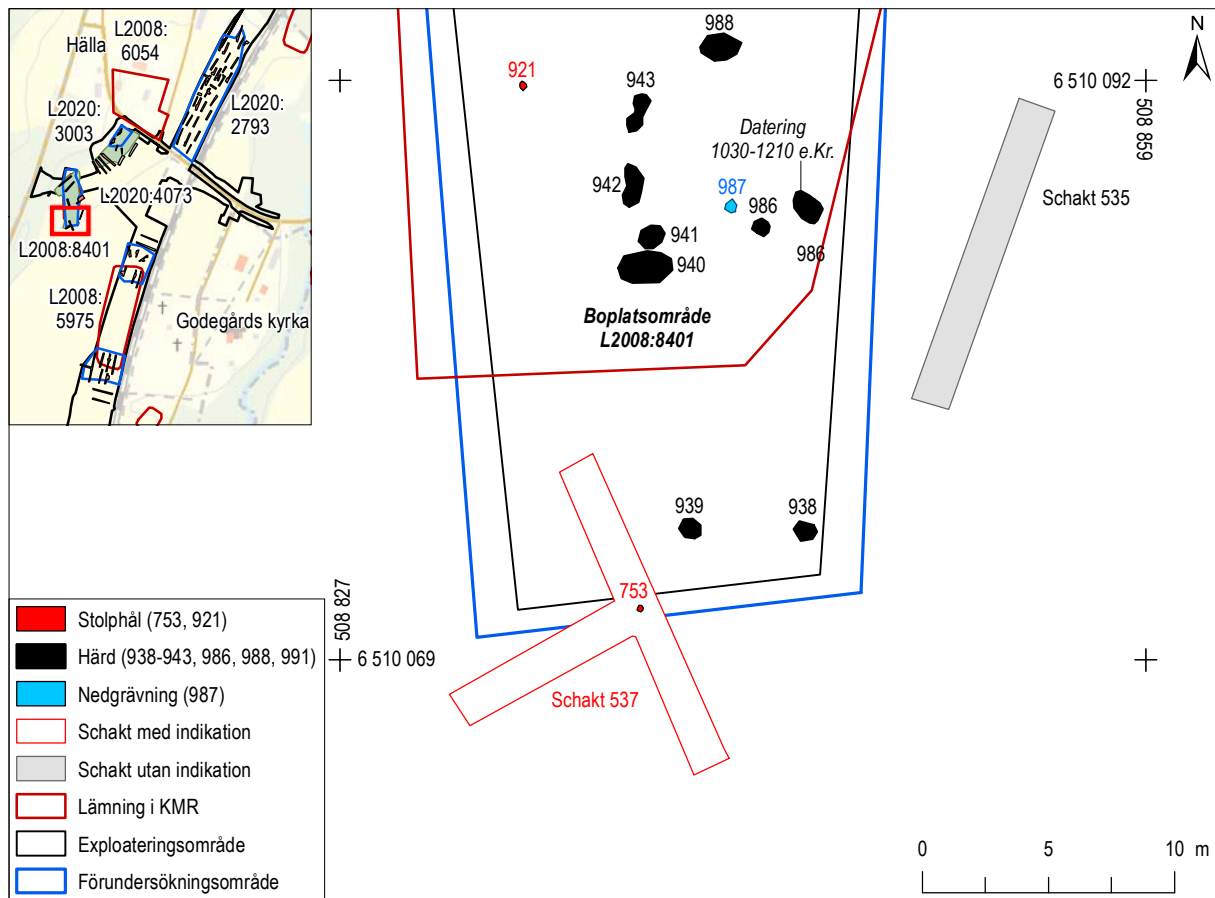 L2008:
6054
Hälla
L2020:
3003
L2020:
2793
L2020:4073
L2008:8401
L2008:
5975
Godegårds kyrka
988
921
943
N
6 510 092
508 859
Datering
1030-1210 e.Kr.
942
987
986
Schakt 535
941
986
940
Boplatsområde
L2008:8401
939
938
753
508 827
6 510 069
Schakt 537
Stolphål (753, 921)
Härd (938-943, 986, 988, 991)
Nedgrävning (987)
Schakt med indikation
Schakt utan indikation
Lämning i KMR
Exploateringsområde
Förundersökningsområde
0 5 10 m